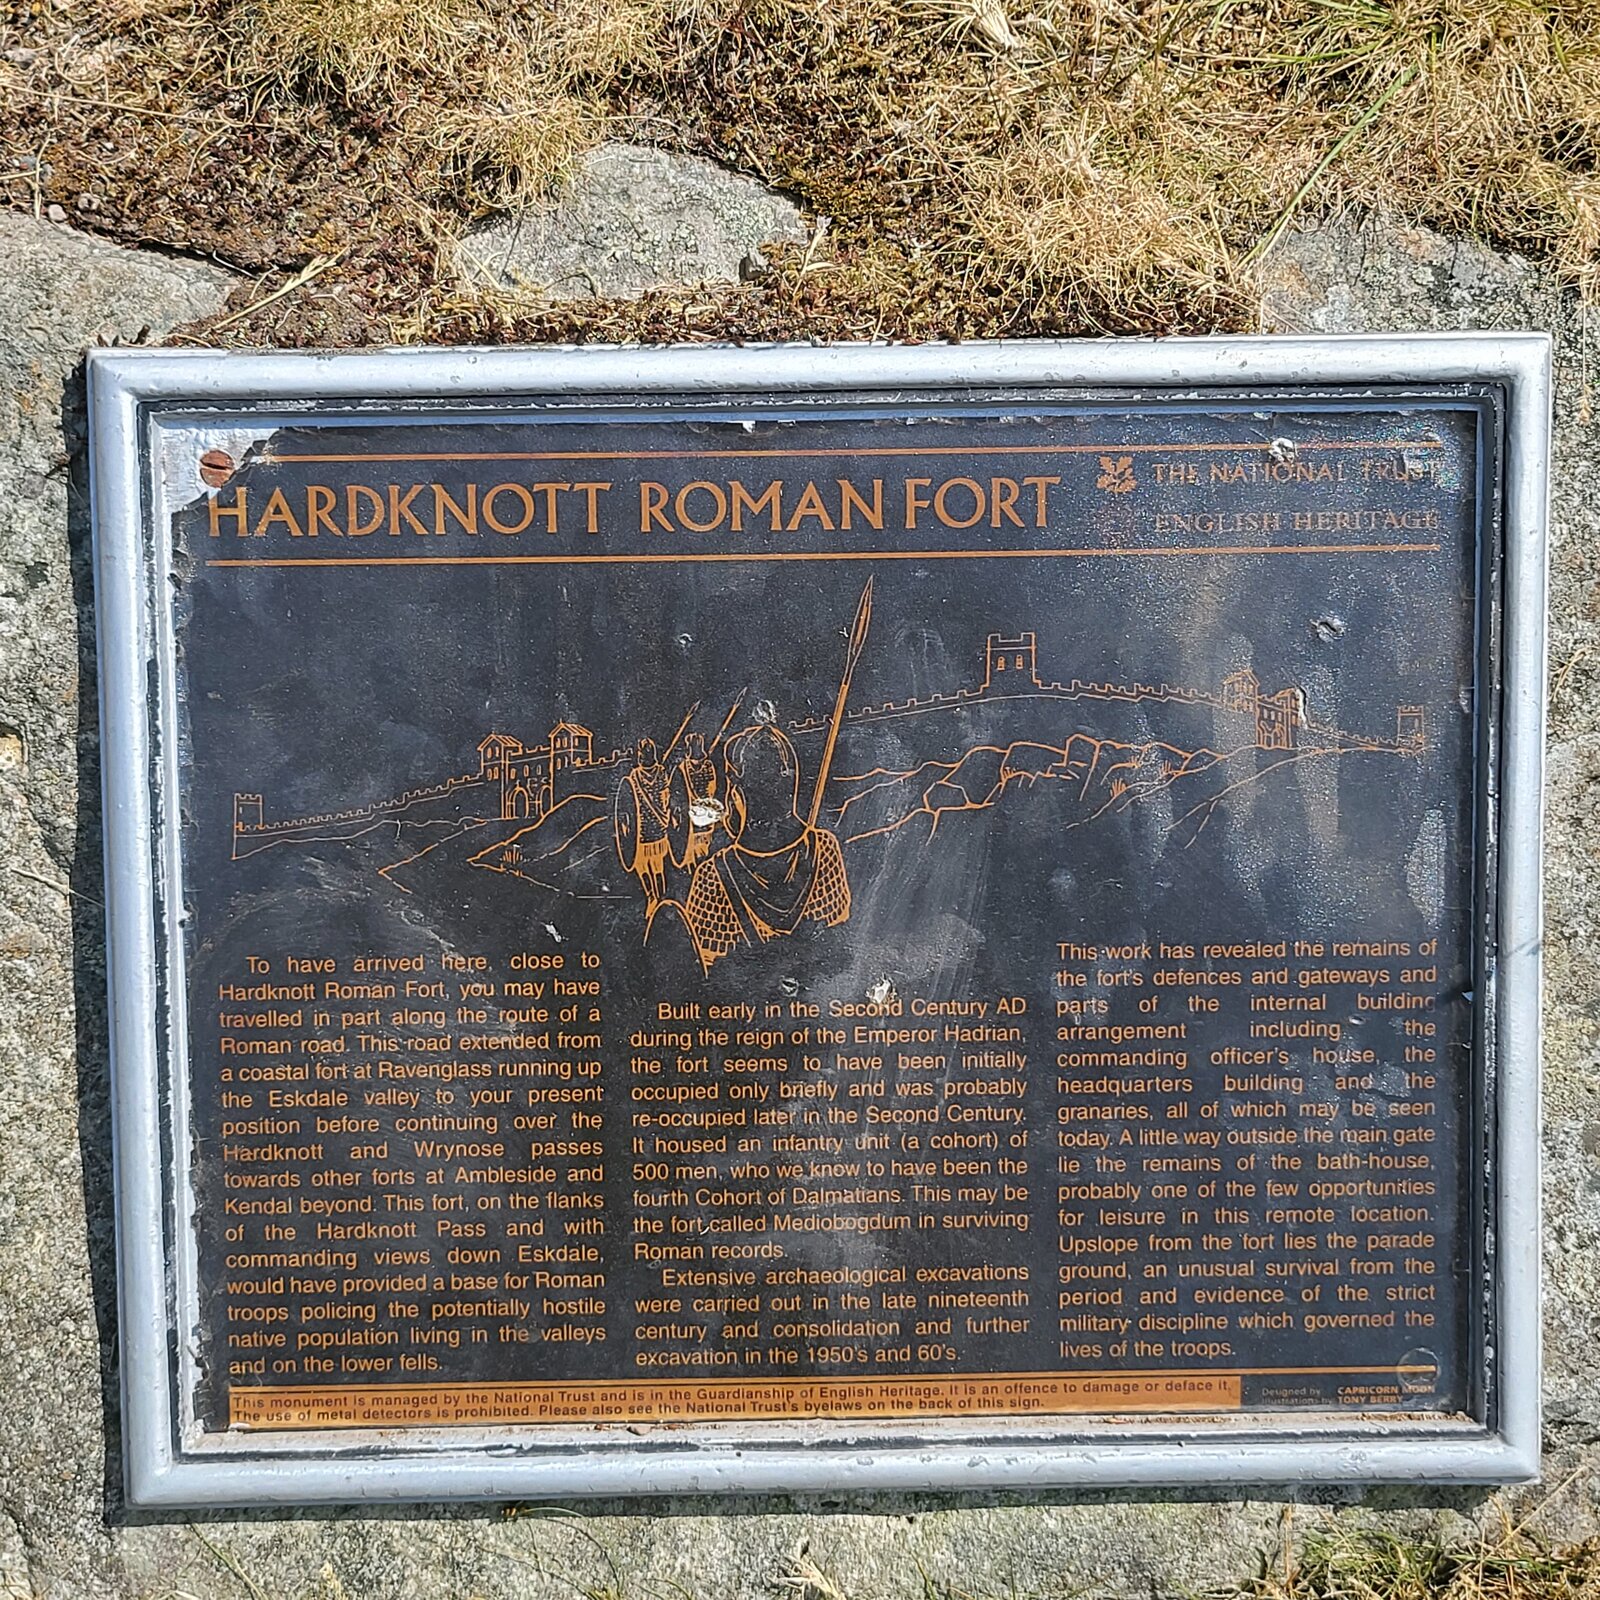 HARDKNOTT ROMAN FORT
THE NATIONAL TRUST
ENGLISH HERITAGE
To have arrived here, close to
Hardknott Roman Fort, you may have
travelled in part along the route of a
Roman road. This road extended from
a coastal fort at Ravenglass running up
the Eskdale valley to your present
position before continuing over the
Hardknott and Wrynose passes
towards other forts at Ambleside and
Kendal beyond. This fort, on the flanks
of the Hardknott Pass and with
commanding views down Eskdale,
would have provided a base for Roman
troops policing the potentially hostile
native population living in the valleys
and on the lower fells.
Built early in the Second Century AD
during the reign of the Emperor Hadrian,
the fort seems to have been initially
occupied only briefly and was probably
re-occupied later in the Second Century.
It housed an infantry unit (a cohort) of
500 men, who we know to have been the
fourth Cohort of Dalmatians. This may be
the fort called Mediobogdum in surviving
Roman records.
Extensive archaeological excavations
were carried out in the late nineteenth
century and consolidation and further
excavation in the 1950's and 60's.
This work has revealed the remains of
the fort's defences and gateways and
parts of the internal building
arrangement including the
commanding officer's house, the
headquarters building and the
granaries, all of which may be seen
today. A little way outside the main gate
lie the remains of the bath-house,
probably one of the few opportunities
for leisure in this remote location.
Upslope from the fort lies the parade
ground, an unusual survival from the
period and evidence of the strict
military discipline which governed the
lives of the troops.
This monument is managed by the National Trust and is in the Guardianship of English Heritage. It is an offence to damage or deface it.
The use of metal detectors is prohibited. Please also see the National Trust's byelaws on the back of this sign.
Designed by CAPRICORN MOON
Illustrations by TONY BERRY